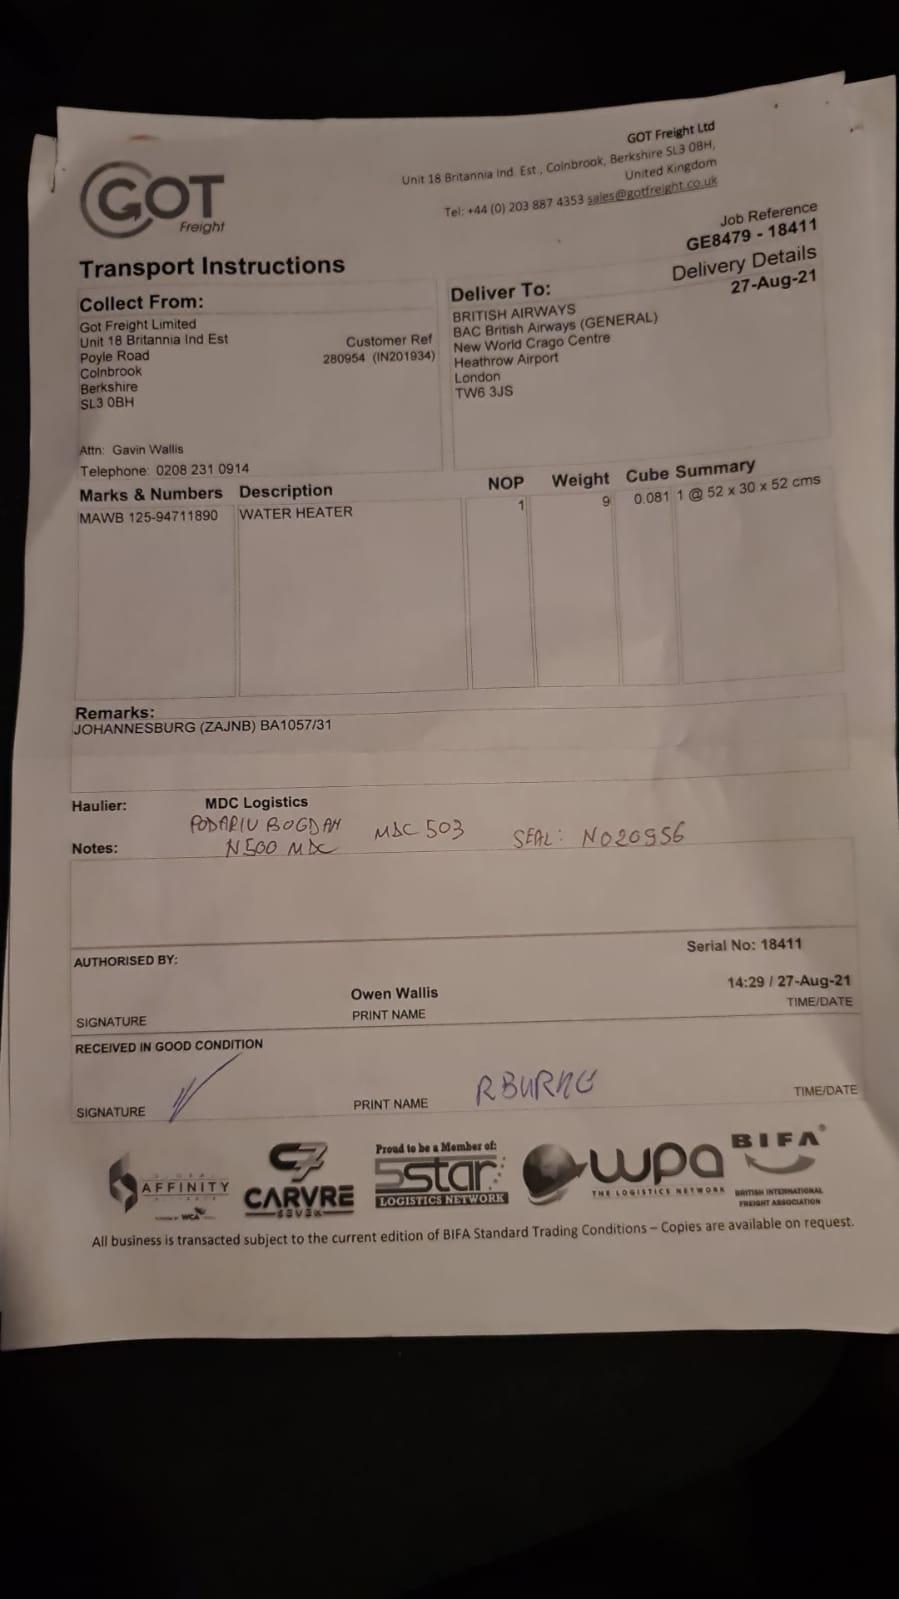 GOT Freight Ltd
Unit 18 Britannia Ind. Est., Colnbrook, Berkshire SL3 0BH,
United Kingdom
Tel: +44 (0) 203 887 4353 sales@gotfreight.co.uk
GOT
Freight
Job Reference
GE8479 - 18411
Transport Instructions
Delivery Details
27-Aug-21
Collect From:
Got Freight Limited
Unit 18 Britannia Ind Est
Poyle Road
Colnbrook
Berkshire
SL3 0BH
Customer Ref
280954 (IN201934)
Attn: Gavin Wallis
Telephone: 0208 231 0914
Deliver To:
BRITISH AIRWAYS
BAC British Airways (GENERAL)
New World Crago Centre
Heathrow Airport
London
TW6 3JS
Marks & Numbers Description NOP Weight Cube Summary
MAWB 125-94711890 WATER HEATER 1 9 0.081 1 @ 52 x 30 x 52 cms
Remarks:
JOHANNESBURG (ZAJNB) BA1057/31
Haulier: MDC Logistics
PODARIU BOGDAN MDC 503 SEAL: N020956
Notes: N500 MDC
Serial No: 18411
AUTHORISED BY:
Owen Wallis 14:29 / 27-Aug-21
SIGNATURE PRINT NAME TIME/DATE
RECEIVED IN GOOD CONDITION
R BURKE
SIGNATURE PRINT NAME TIME/DATE
AFFINITY
WCA
C7
CARVRE
SEVEN
Proud to be a Member of:
5star
LOGISTICS NETWORK
wpa
THE LOGISTICS NETWORK
BIFA®
BRITISH INTERNATIONAL
FREIGHT ASSOCIATION
All business is transacted subject to the current edition of BIFA Standard Trading Conditions – Copies are available on request.